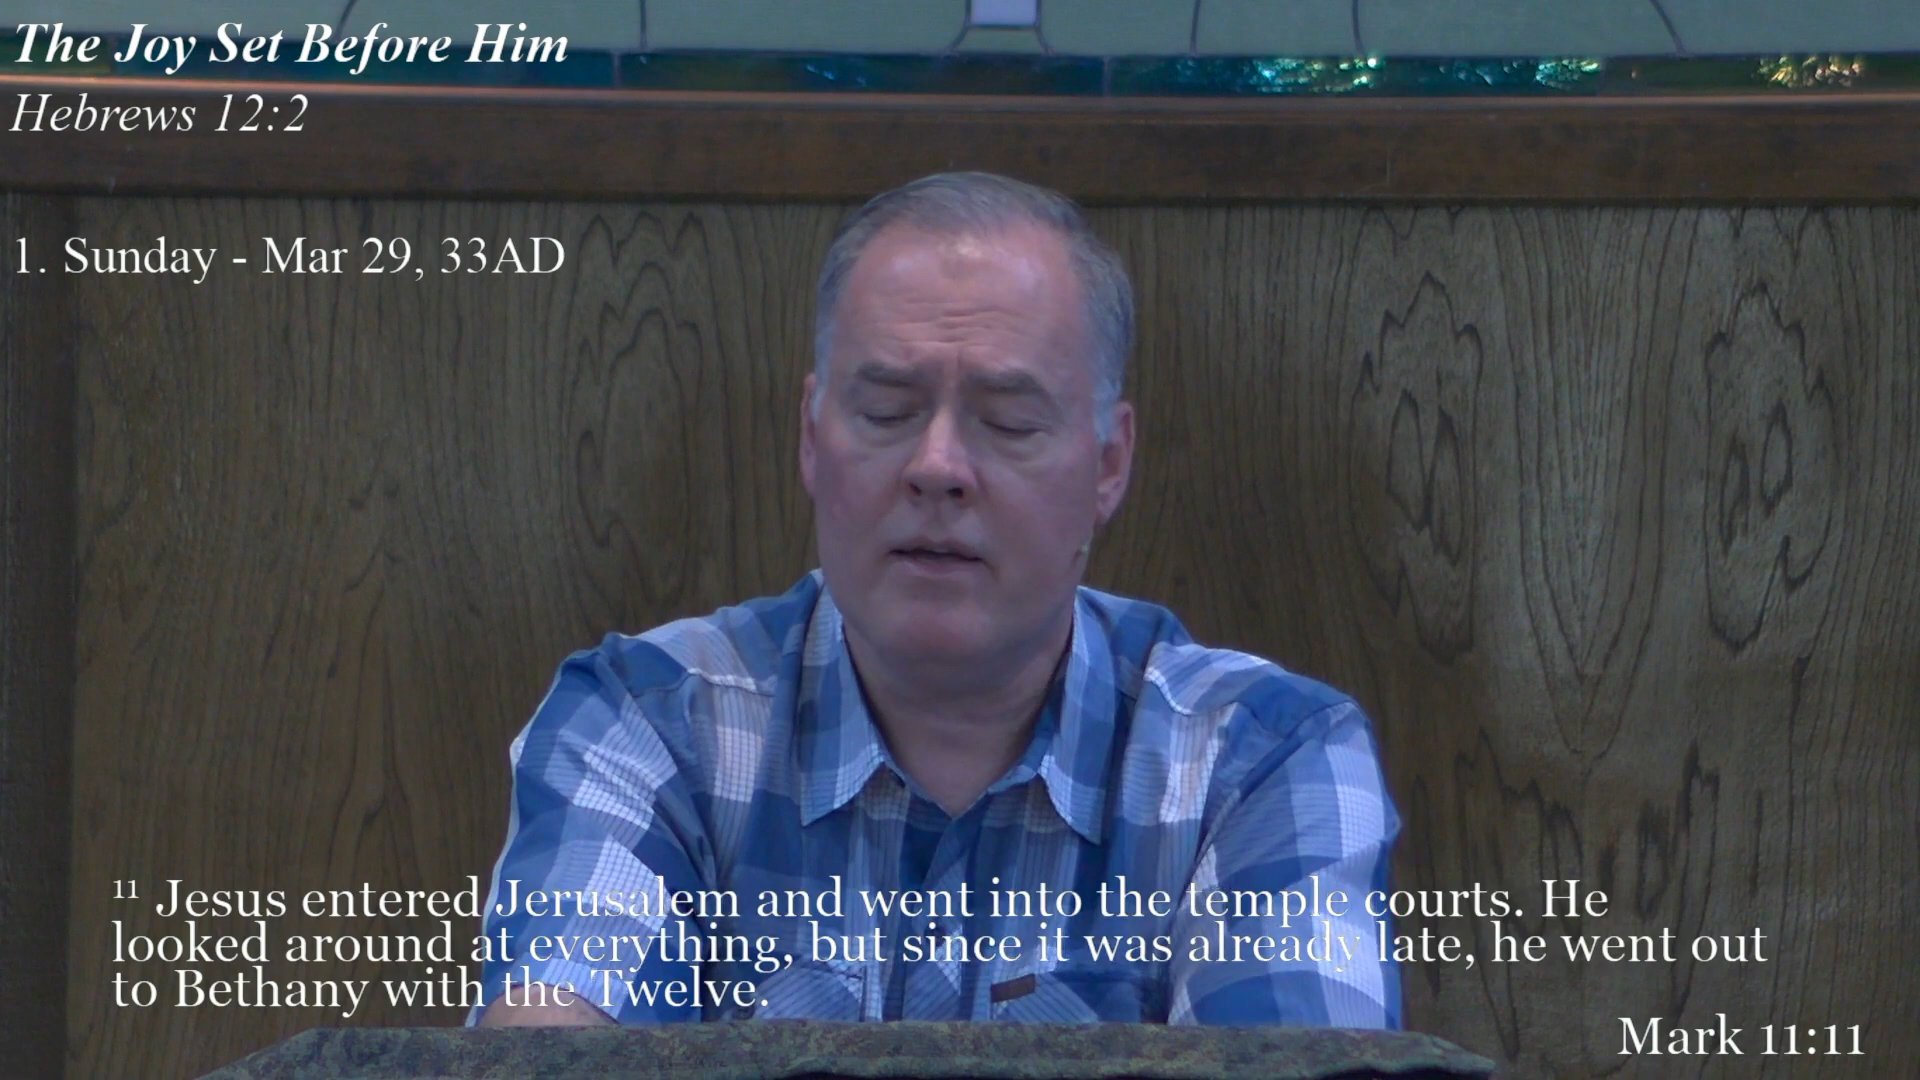 The Joy Set Before Him
Hebrews 12:2
1. Sunday - Mar 29, 33AD
11 Jesus entered Jerusalem and went into the temple courts. He
looked around at everything, but since it was already late, he went out
to Bethany with the Twelve.
Mark 11:11